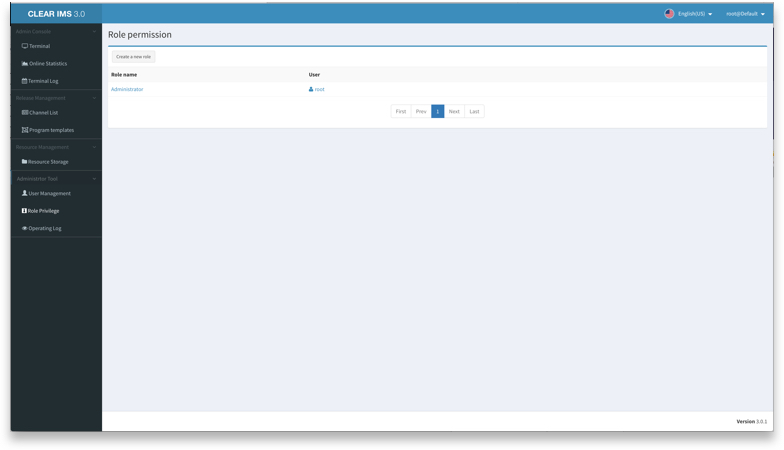 CLEAR IMS 3.0
English(US)
root@Default
Admin Console
Terminal
Online Statistics
Terminal Log
Release Management
Channel List
Program templates
Resource Management
Resource Storage
Administrtor Tool
User Management
Role Privilege
Operating Log
Role permission
Create a new role
Role name User
Administrator root
First Prev 1 Next Last
Version 3.0.1